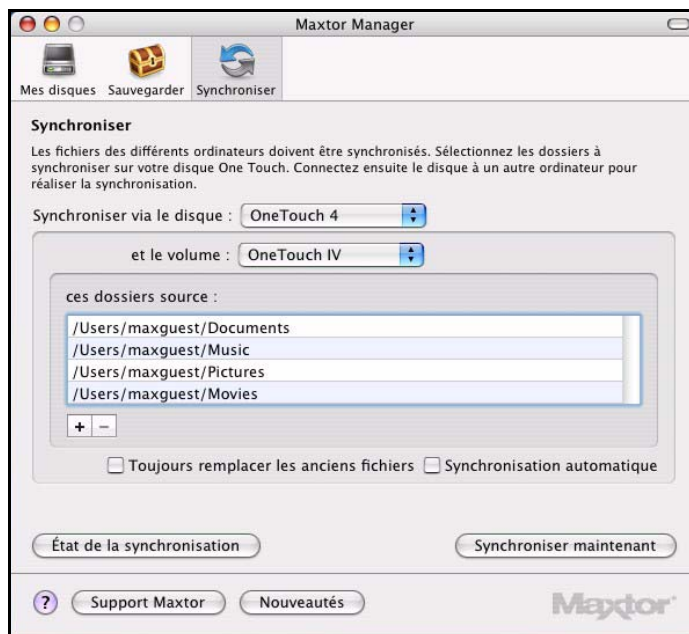 Maxtor Manager
Mes disques Sauvegarder Synchroniser
Synchroniser
Les fichiers des différents ordinateurs doivent être synchronisés. Sélectionnez les dossiers à
synchroniser sur votre disque One Touch. Connectez ensuite le disque à un autre ordinateur pour
réaliser la synchronisation.
Synchroniser via le disque : OneTouch 4
et le volume : OneTouch IV
ces dossiers source :
/Users/maxguest/Documents
/Users/maxguest/Music
/Users/maxguest/Pictures
/Users/maxguest/Movies
+ −
Toujours remplacer les anciens fichiers Synchronisation automatique
État de la synchronisation Synchroniser maintenant
? Support Maxtor Nouveautés Maxtor